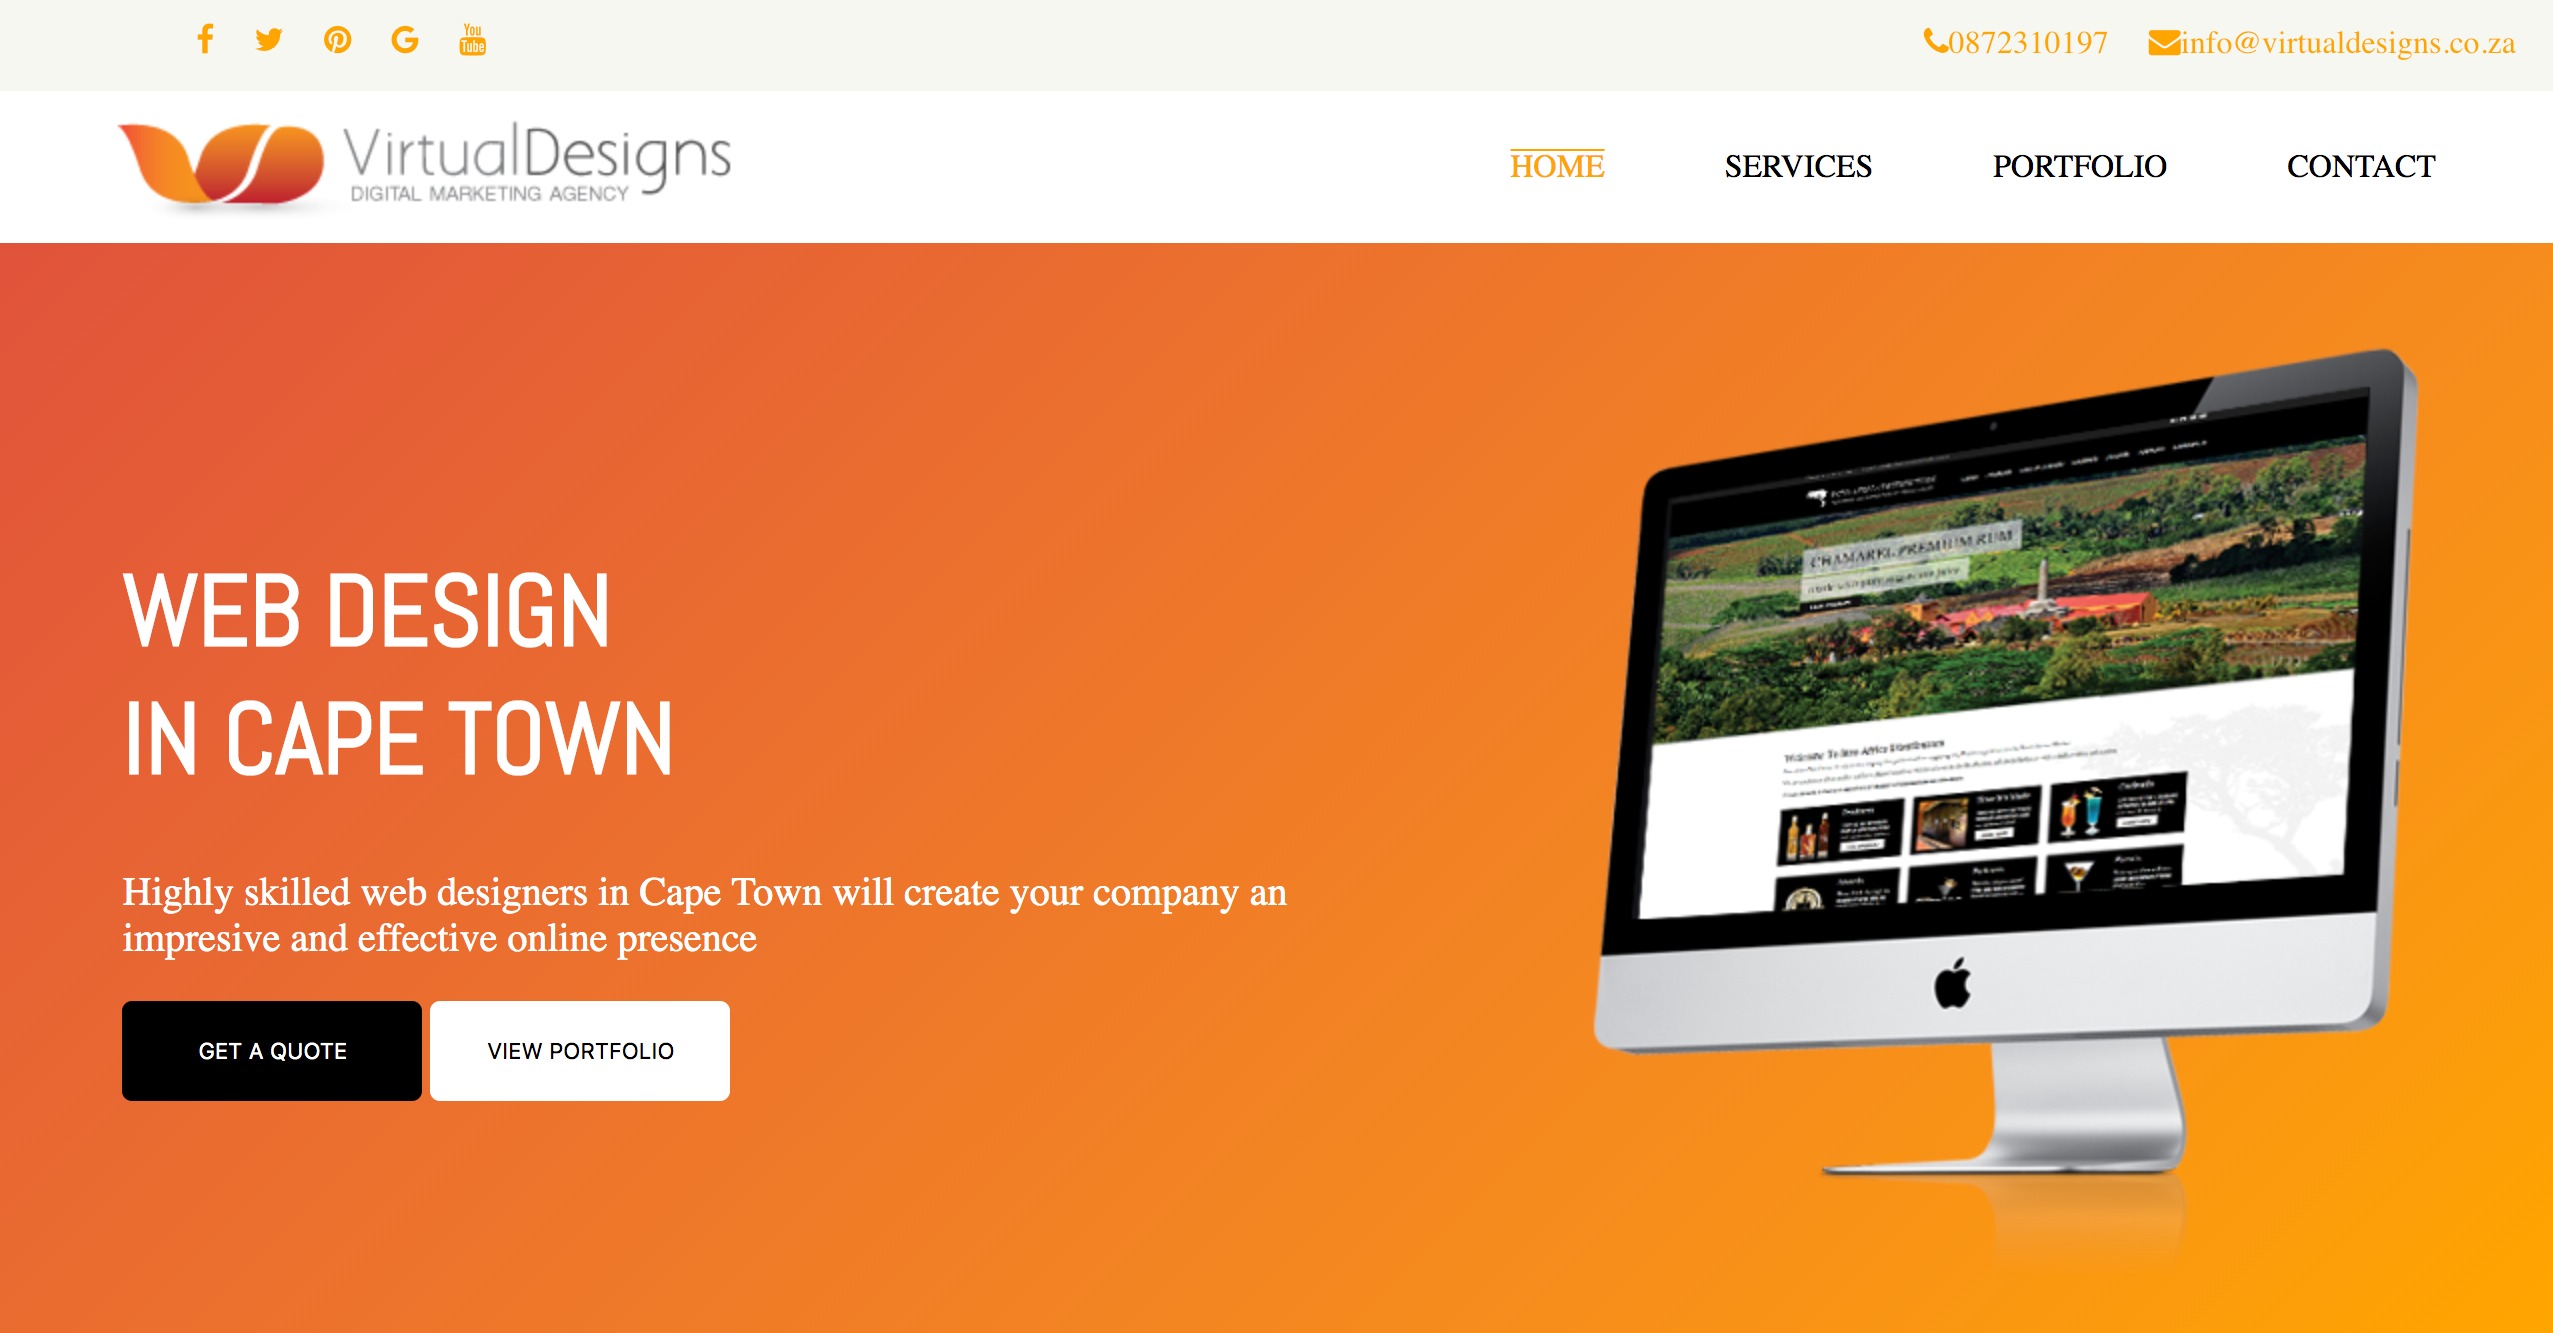 You
Tube
0872310197 info@virtualdesigns.co.za
VirtualDesigns
DIGITAL MARKETING AGENCY
HOME SERVICES PORTFOLIO CONTACT
WEB DESIGN
IN CAPE TOWN
Highly skilled web designers in Cape Town will create your company an
impresive and effective online presence
GET A QUOTE VIEW PORTFOLIO
CHAMAREL PREMIUM RUM